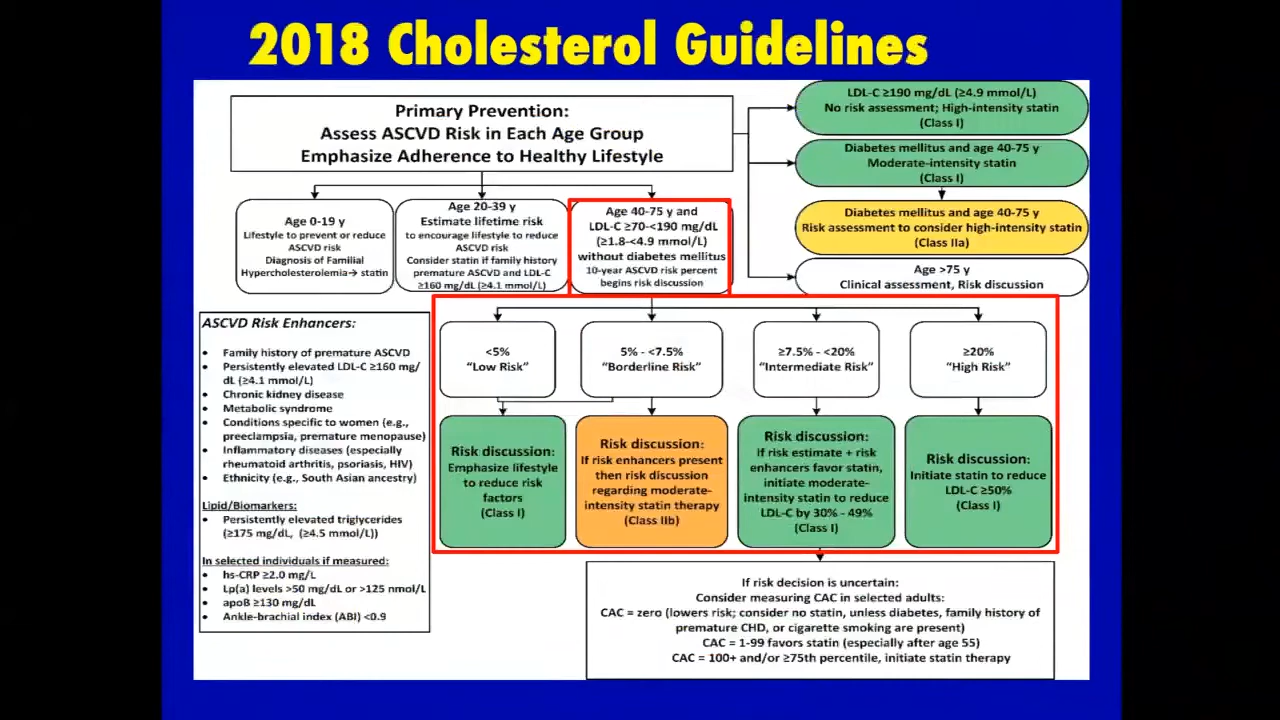 2018 Cholesterol Guidelines
Primary Prevention:
Assess ASCVD Risk in Each Age Group
Emphasize Adherence to Healthy Lifestyle
LDL-C ≥190 mg/dL (≥4.9 mmol/L)
No risk assessment; High-intensity statin
(Class I)
Diabetes mellitus and age 40-75 y
Moderate-intensity statin
(Class I)
Diabetes mellitus and age 40-75 y
Risk assessment to consider high-intensity statin
(Class IIa)
Age >75 y
Clinical assessment, Risk discussion
Age 0-19 y
Lifestyle to prevent or reduce
ASCVD risk
Diagnosis of Familial
Hypercholesterolemia→ statin
Age 20-39 y
Estimate lifetime risk
to encourage lifestyle to reduce
ASCVD risk
Consider statin if family history
premature ASCVD and LDL-C
≥160 mg/dL (≥4.1 mmol/L)
Age 40-75 y and
LDL-C ≥70-<190 mg/dL
(≥1.8-<4.9 mmol/L)
without diabetes mellitus
10-year ASCVD risk percent
begins risk discussion
ASCVD Risk Enhancers:
• Family history of premature ASCVD
• Persistently elevated LDL-C ≥160 mg/
dL (≥4.1 mmol/L)
• Chronic kidney disease
• Metabolic syndrome
• Conditions specific to women (e.g.,
preeclampsia, premature menopause)
• Inflammatory diseases (especially
rheumatoid arthritis, psoriasis, HIV)
• Ethnicity (e.g., South Asian ancestry)
Lipid/Biomarkers:
• Persistently elevated triglycerides
(≥175 mg/dL, (≥4.5 mmol/L))
In selected individuals if measured:
• hs-CRP ≥2.0 mg/L
• Lp(a) levels >50 mg/dL or >125 nmol/L
• apoB ≥130 mg/dL
• Ankle-brachial index (ABI) <0.9
<5%
"Low Risk"
5% - <7.5%
"Borderline Risk"
≥7.5% - <20%
"Intermediate Risk"
≥20%
"High Risk"
Risk discussion:
Emphasize lifestyle
to reduce risk
factors
(Class I)
Risk discussion:
If risk enhancers present
then risk discussion
regarding moderate-
intensity statin therapy
(Class IIb)
Risk discussion:
If risk estimate + risk
enhancers favor statin,
initiate moderate-
intensity statin to reduce
LDL-C by 30% - 49%
(Class I)
Risk discussion:
Initiate statin to reduce
LDL-C ≥50%
(Class I)
If risk decision is uncertain:
Consider measuring CAC in selected adults:
CAC = zero (lowers risk; consider no statin, unless diabetes, family history of
premature CHD, or cigarette smoking are present)
CAC = 1-99 favors statin (especially after age 55)
CAC = 100+ and/or ≥75th percentile, initiate statin therapy